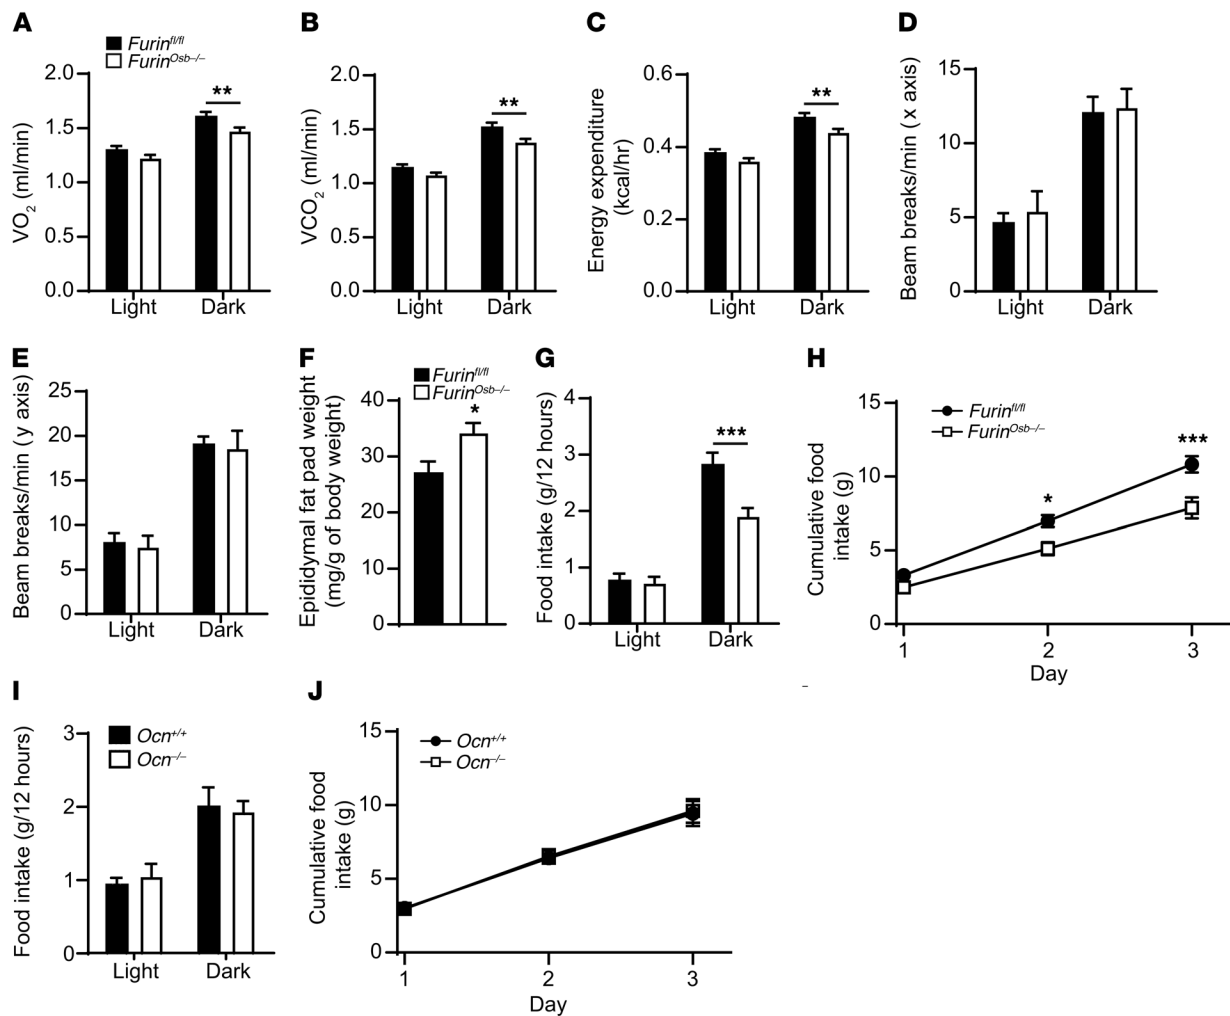 A
Furin^fl/fl
Furin^Osb–/–
VO₂ (ml/min)
2.0
1.5
1.0
0.5
0.0
**
Light Dark
B
VCO₂ (ml/min)
2.0
1.5
1.0
0.5
0.0
**
Light Dark
C
Energy expenditure
(kcal/hr)
0.6
0.4
0.2
0.0
**
Light Dark
D
Beam breaks/min (x axis)
15
10
5
0
Light Dark
E
Beam breaks/min (y axis)
25
20
15
10
5
0
Light Dark
F
Furin^fl/fl
Furin^Osb–/–
Epididymal fat pad weight
(mg/g of body weight)
40
30
20
10
0
*
G
Food intake (g/12 hours)
4
3
2
1
0
***
Light Dark
H
Furin^fl/fl
Furin^Osb–/–
Cumulative food
intake (g)
15
10
5
0
*
***
1 2 3
Day
I
Ocn^+/+
Ocn^–/–
Food intake (g/12 hours)
3
2
1
0
Light Dark
J
Ocn^+/+
Ocn^–/–
Cumulative food
intake (g)
15
10
5
0
1 2 3
Day